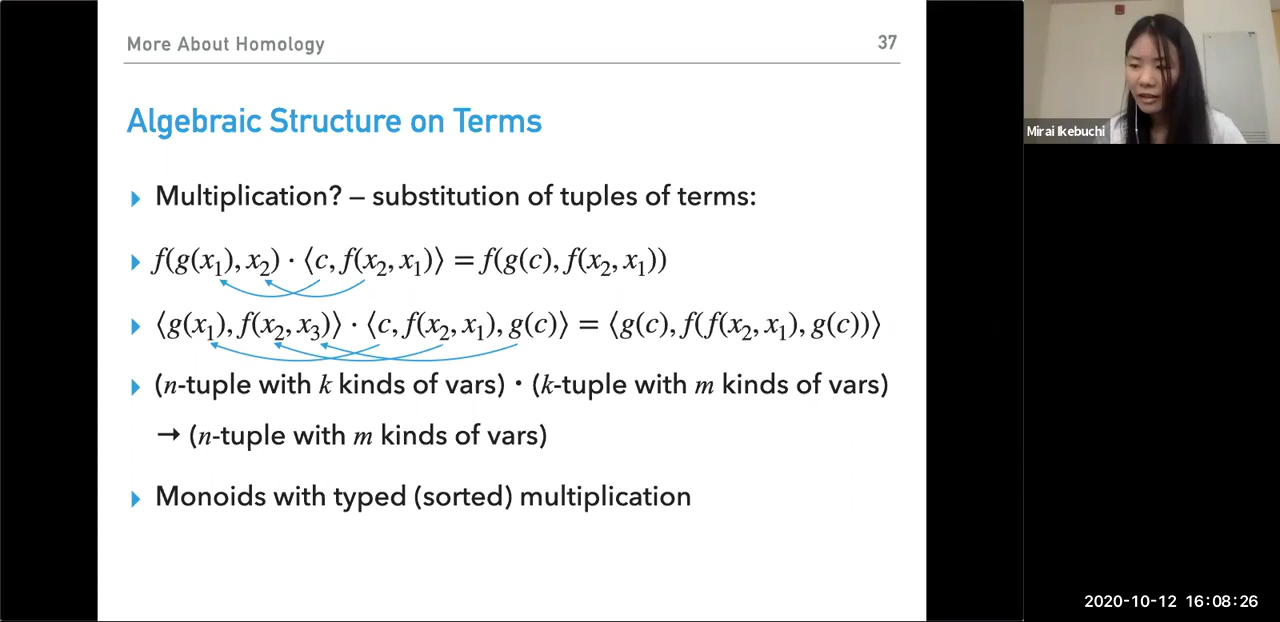 More About Homology
37
Algebraic Structure on Terms
Multiplication? – substitution of tuples of terms:
f(g(x₁), x₂) · ⟨c, f(x₂, x₁)⟩ = f(g(c), f(x₂, x₁))
⟨g(x₁), f(x₂, x₃)⟩ · ⟨c, f(x₂, x₁), g(c)⟩ = ⟨g(c), f(f(x₂, x₁), g(c))⟩
(n-tuple with k kinds of vars) · (k-tuple with m kinds of vars)
→ (n-tuple with m kinds of vars)
Monoids with typed (sorted) multiplication
Mirai Ikebuchi
2020-10-12 16:08:26